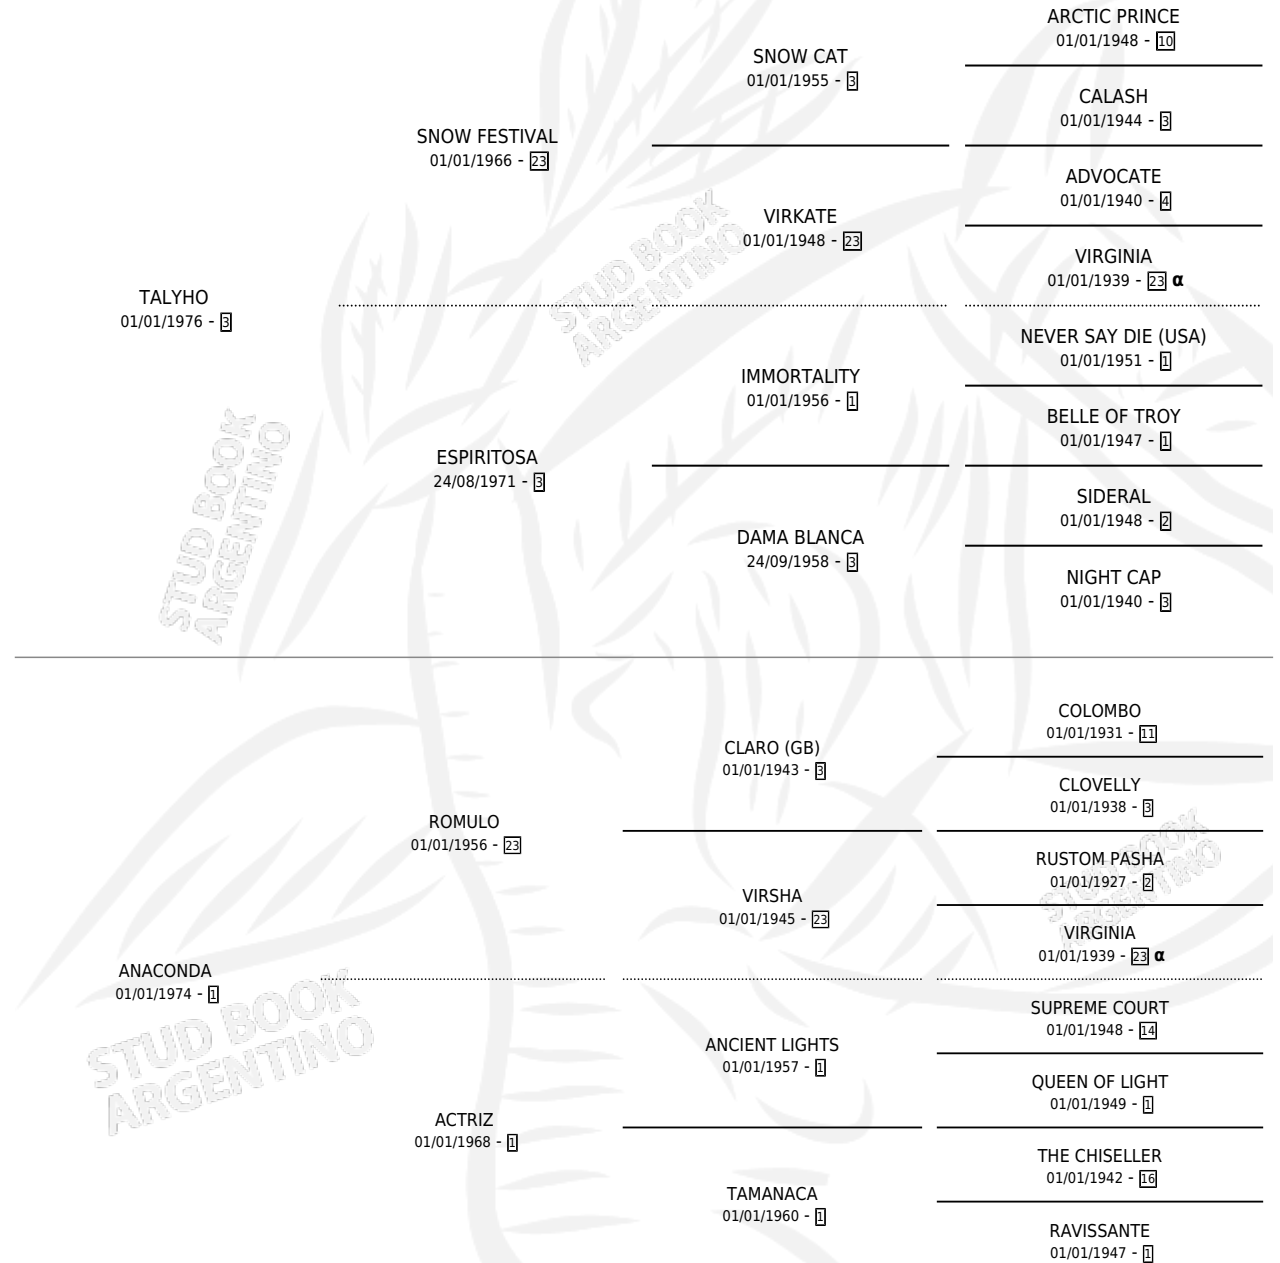 ARCTIC PRINCE
01/01/1948 - 10
SNOW CAT
01/01/1955 - 3
CALASH
01/01/1944 - 3
SNOW FESTIVAL
01/01/1966 - 23
ADVOCATE
01/01/1940 - 4
VIRKATE
01/01/1948 - 23
VIRGINIA
01/01/1939 - 23 α
TALYHO
01/01/1976 - 3
NEVER SAY DIE (USA)
01/01/1951 - 1
IMMORTALITY
01/01/1956 - 1
BELLE OF TROY
01/01/1947 - 1
ESPIRITOSA
24/08/1971 - 3
SIDERAL
01/01/1948 - 2
DAMA BLANCA
24/09/1958 - 3
NIGHT CAP
01/01/1940 - 3
COLOMBO
01/01/1931 - 11
CLARO (GB)
01/01/1943 - 3
CLOVELLY
01/01/1938 - 3
ROMULO
01/01/1956 - 23
RUSTOM PASHA
01/01/1927 - 2
VIRSHA
01/01/1945 - 23
VIRGINIA
01/01/1939 - 23 α
ANACONDA
01/01/1974 - 1
SUPREME COURT
01/01/1948 - 14
ANCIENT LIGHTS
01/01/1957 - 1
QUEEN OF LIGHT
01/01/1949 - 1
ACTRIZ
01/01/1968 - 1
THE CHISELLER
01/01/1942 - 16
TAMANACA
01/01/1960 - 1
RAVISSANTE
01/01/1947 - 1
STUD BOOK
ARGENTINO
STUD BOOK
ARGENTINO
STUD BOOK
ARGENTINO
STUD BOOK
ARGENTINO